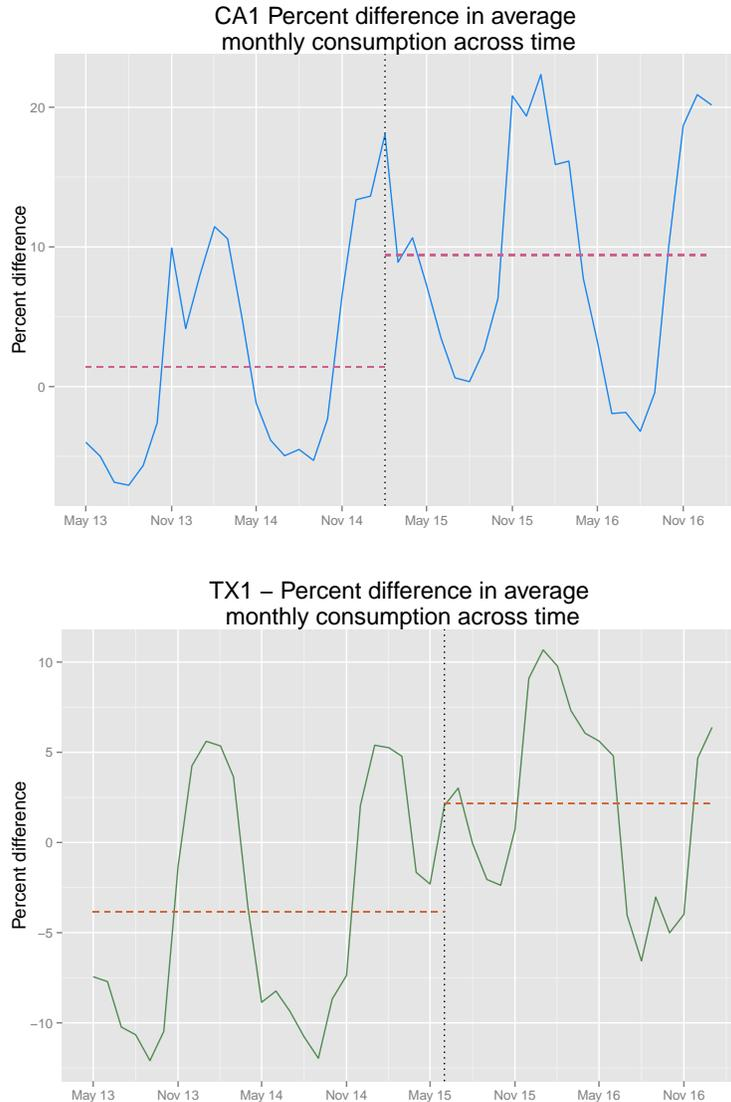 CA1 Percent difference in average
monthly consumption across time
Percent difference
20
10
0
May 13 Nov 13 May 14 Nov 14 May 15 Nov 15 May 16 Nov 16
TX1 – Percent difference in average
monthly consumption across time
Percent difference
10
5
0
−5
−10
May 13 Nov 13 May 14 Nov 14 May 15 Nov 15 May 16 Nov 16